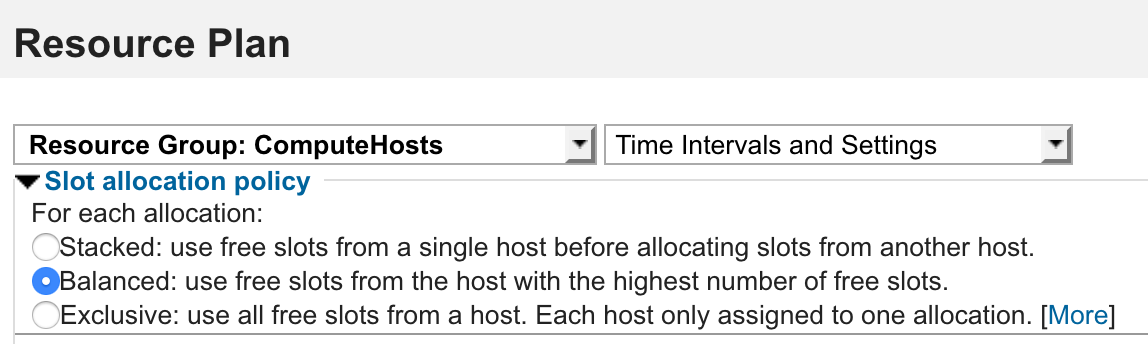 Resource Plan
Resource Group: ComputeHosts
Time Intervals and Settings
Slot allocation policy
For each allocation:
Stacked: use free slots from a single host before allocating slots from another host.
Balanced: use free slots from the host with the highest number of free slots.
Exclusive: use all free slots from a host. Each host only assigned to one allocation. [More]